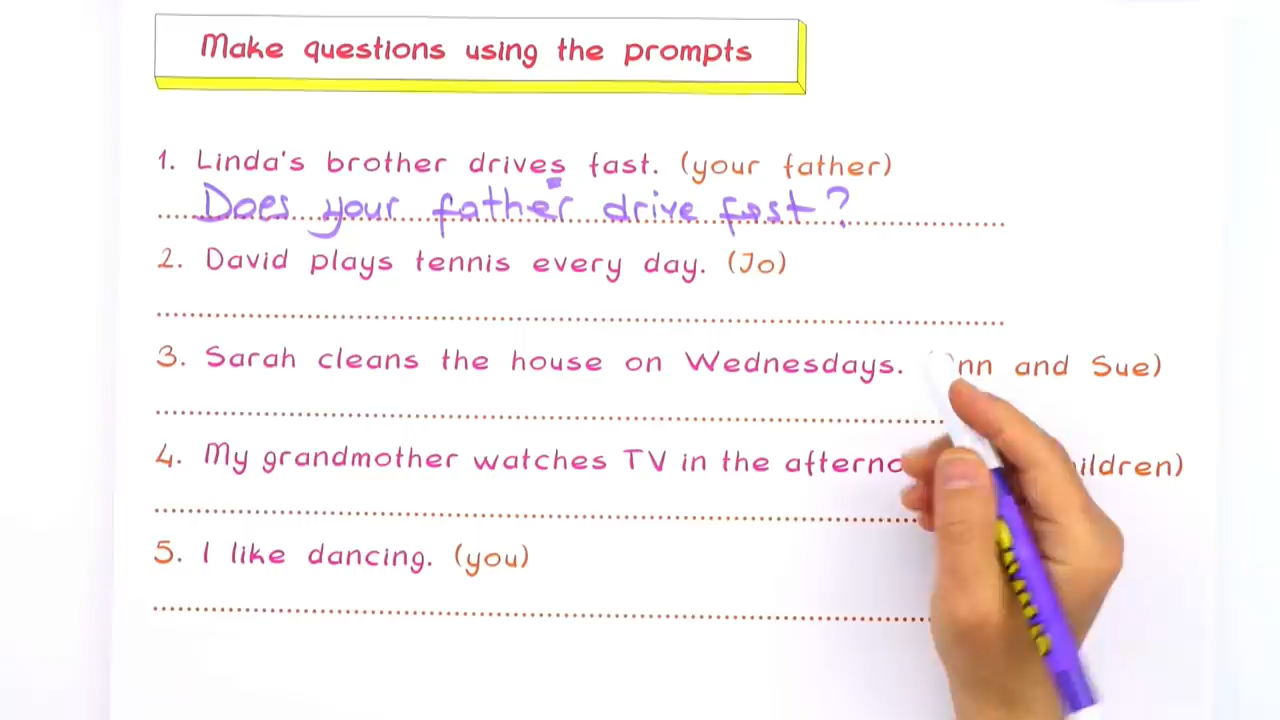 Make questions using the prompts
1. Linda's brother drives fast. (your father)
Does your father drive fast?
2. David plays tennis every day. (Jo)
3. Sarah cleans the house on Wednesdays. and Sue)
4. My grandmother watches TV in the
5. I like dancing. (you)